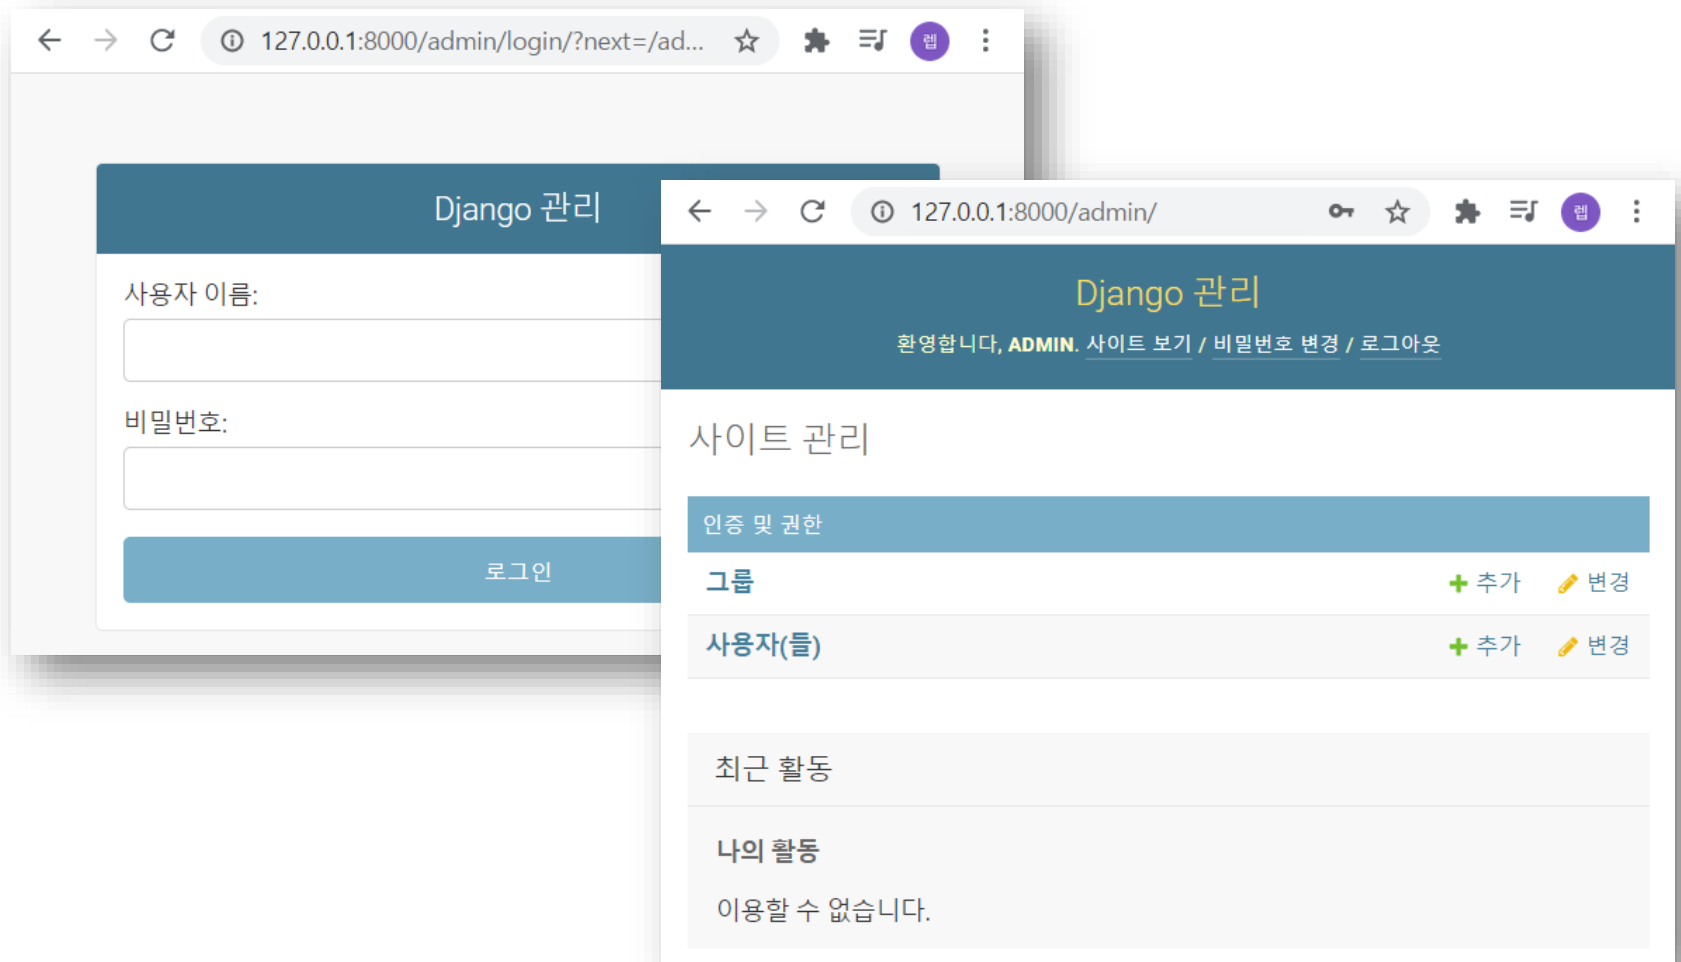 127.0.0.1:8000/admin/login/?next=/ad...
렙
Django 관리
사용자 이름:
비밀번호:
로그인
127.0.0.1:8000/admin/
렙
Django 관리
환영합니다, ADMIN. 사이트 보기 / 비밀번호 변경 / 로그아웃
사이트 관리
인증 및 권한
그룹 추가 변경
사용자(들) 추가 변경
최근 활동
나의 활동
이용할 수 없습니다.